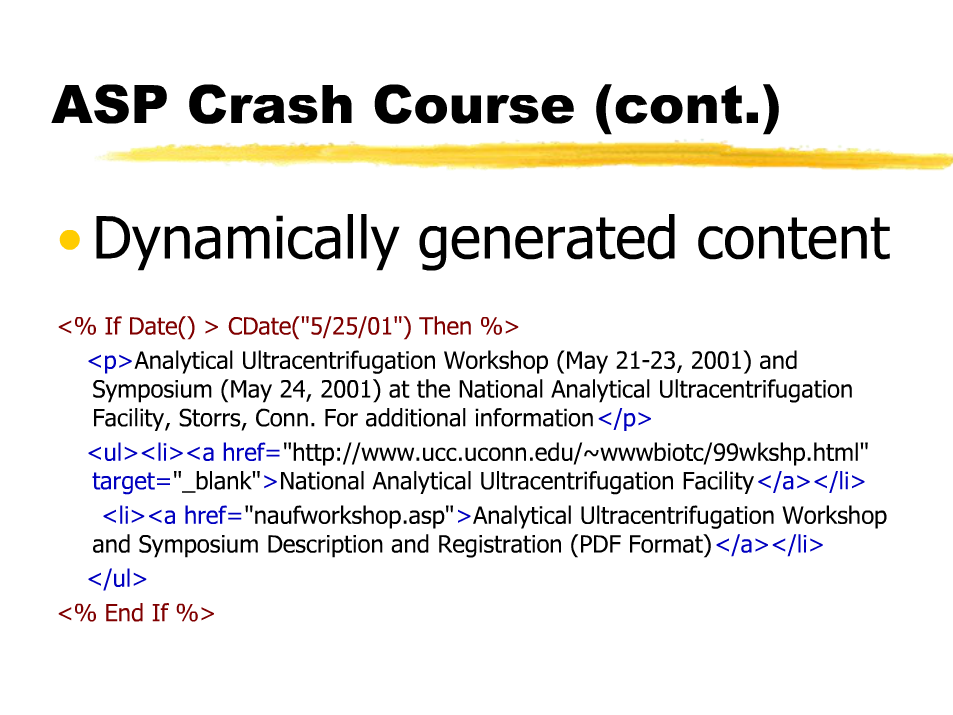 ASP Crash Course (cont.)
• Dynamically generated content
<% If Date() > CDate("5/25/01") Then %>
<p>Analytical Ultracentrifugation Workshop (May 21-23, 2001) and
Symposium (May 24, 2001) at the National Analytical Ultracentrifugation
Facility, Storrs, Conn. For additional information</p>
<ul><li><a href="http://www.ucc.uconn.edu/~wwwbiotc/99wkshp.html"
target="_blank">National Analytical Ultracentrifugation Facility</a></li>
<li><a href="naufworkshop.asp">Analytical Ultracentrifugation Workshop
and Symposium Description and Registration (PDF Format)</a></li>
</ul>
<% End If %>